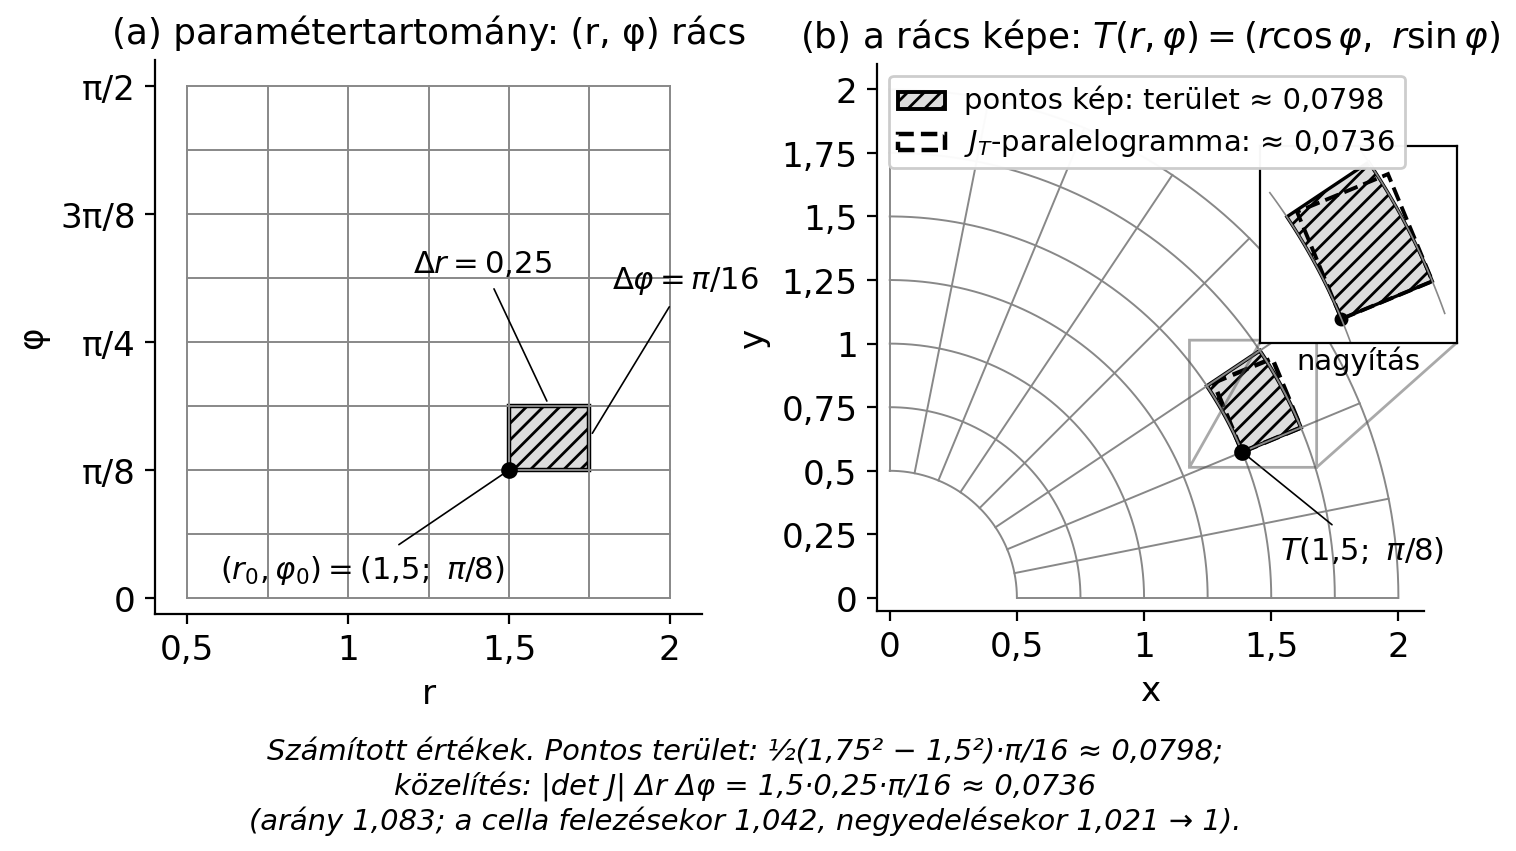 (a) paramétertartomány: (r, φ) rács
π/2
3π/8
π/4
π/8
0
φ
Δr = 0,25
Δφ = π/16
(r₀, φ₀) = (1,5; π/8)
0,5
1
1,5
2
r
(b) a rács képe: T(r, φ) = (rcos φ, rsin φ)
pontos kép: terület ≈ 0,0798
J_T-paralelogramma: ≈ 0,0736
2
1,75
1,5
1,25
1
0,75
0,5
0,25
0
y
nagyítás
T(1,5; π/8)
0
0,5
1
1,5
2
x
Számított értékek. Pontos terület: ½(1,75² − 1,5²)·π/16 ≈ 0,0798;
közelítés: |det J| Δr Δφ = 1,5·0,25·π/16 ≈ 0,0736
(arány 1,083; a cella felezésekor 1,042, negyedelésekor 1,021 → 1).